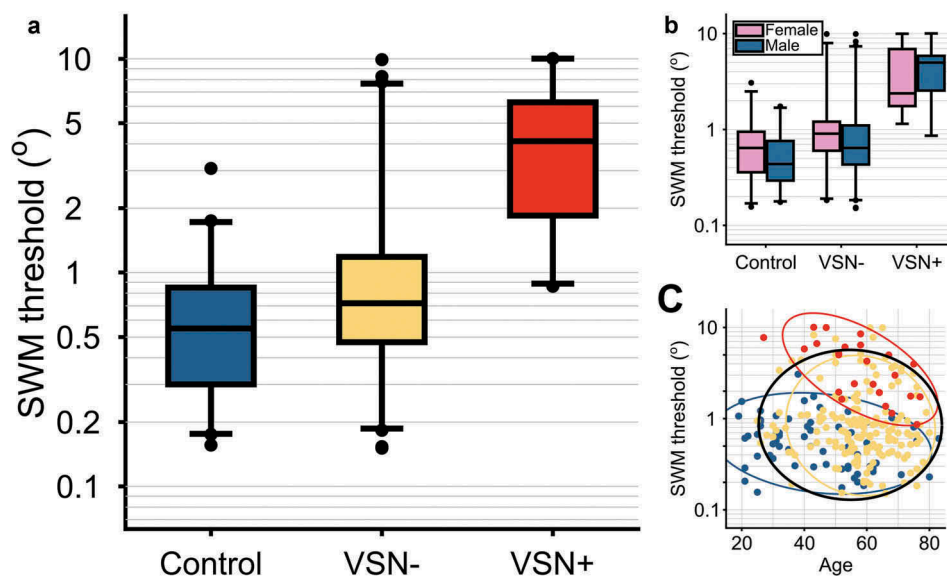 a
SWM threshold (°)
10
5
2
1
0.5
0.2
0.1
Control VSN- VSN+
b
Female
Male
SWM threshold (°)
10
1
0.1
Control VSN- VSN+
C
SWM threshold (°)
10
1
0.1
20 40 60 80
Age